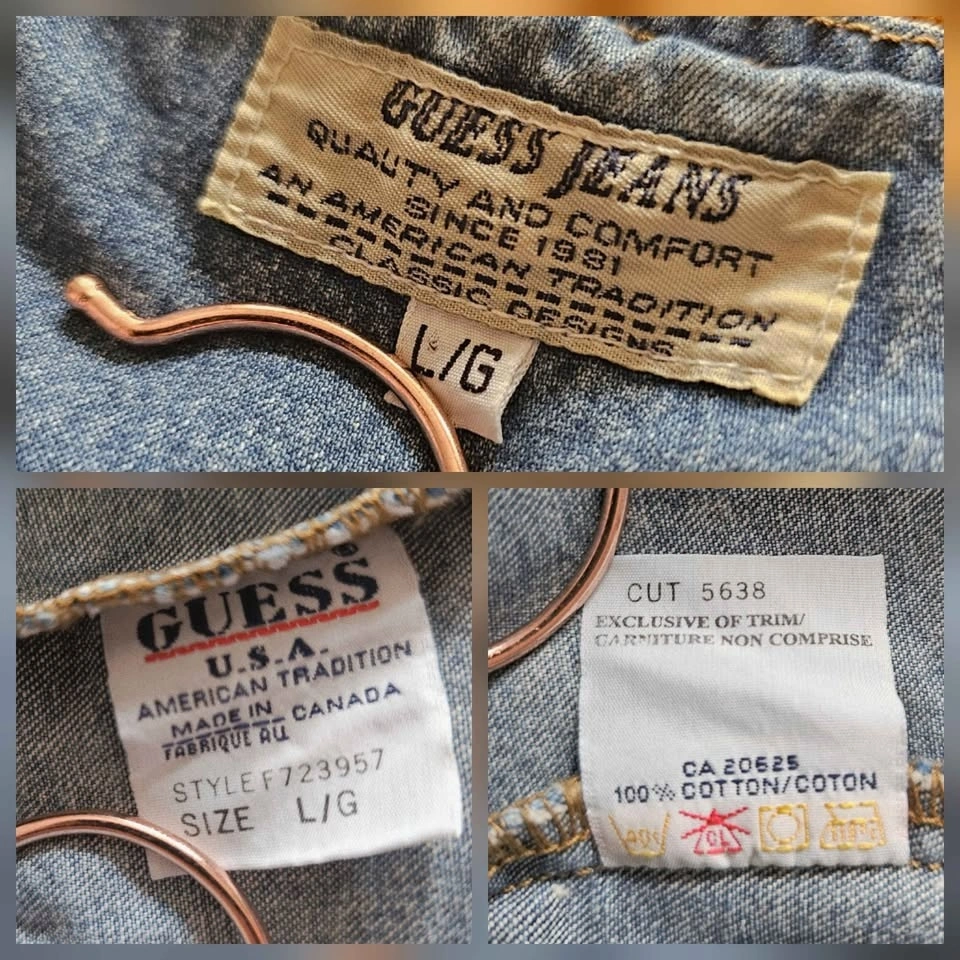 GUESS JEANS
QUALITY AND COMFORT
SINCE 1981
AN AMERICAN TRADITION
CLASSIC DESIGNS
L/G
GUESS®
U.S.A.
AMERICAN TRADITION
MADE IN CANADA
FABRIQUE AU
STYLE F723957
SIZE L/G
CUT 5638
EXCLUSIVE OF TRIM/
GARNITURE NON COMPRISE
CA 20625
100% COTTON/COTON
CL